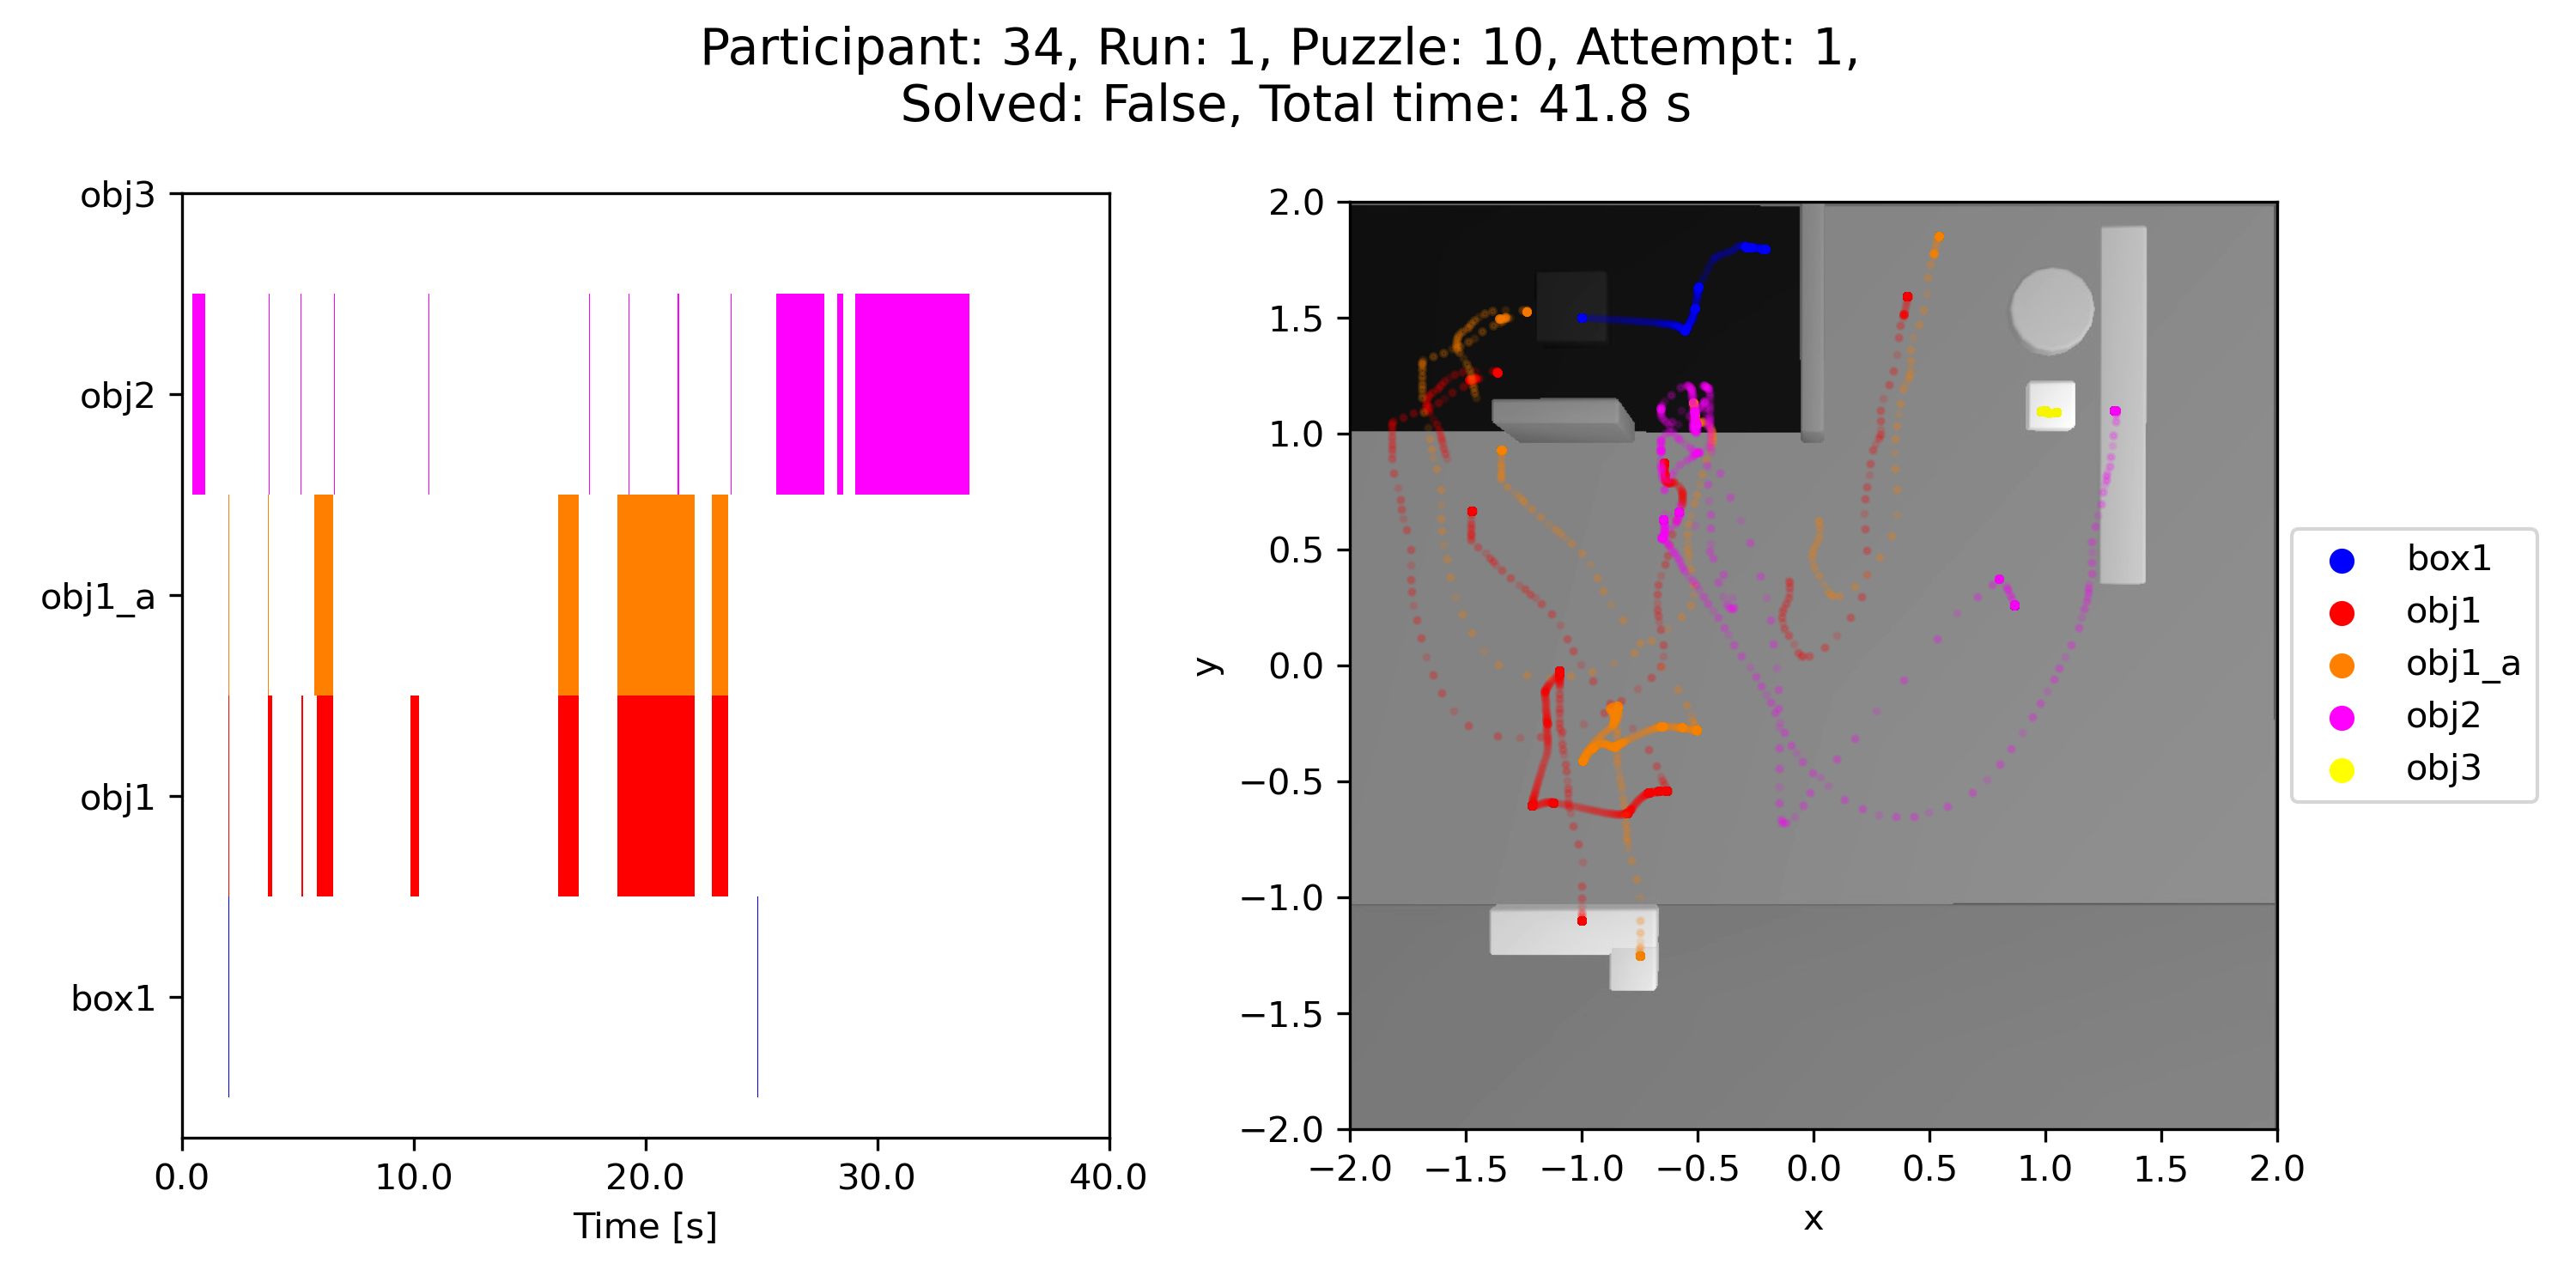 Participant: 34, Run: 1, Puzzle: 10, Attempt: 1,
Solved: False, Total time: 41.8 s
obj3
obj2
obj1_a
obj1
box1
0.0 10.0 20.0 30.0 40.0
Time [s]
2.0
1.5
1.0
0.5
0.0
−0.5
−1.0
−1.5
−2.0
y
−2.0 −1.5 −1.0 −0.5 0.0 0.5 1.0 1.5 2.0
x
box1
obj1
obj1_a
obj2
obj3